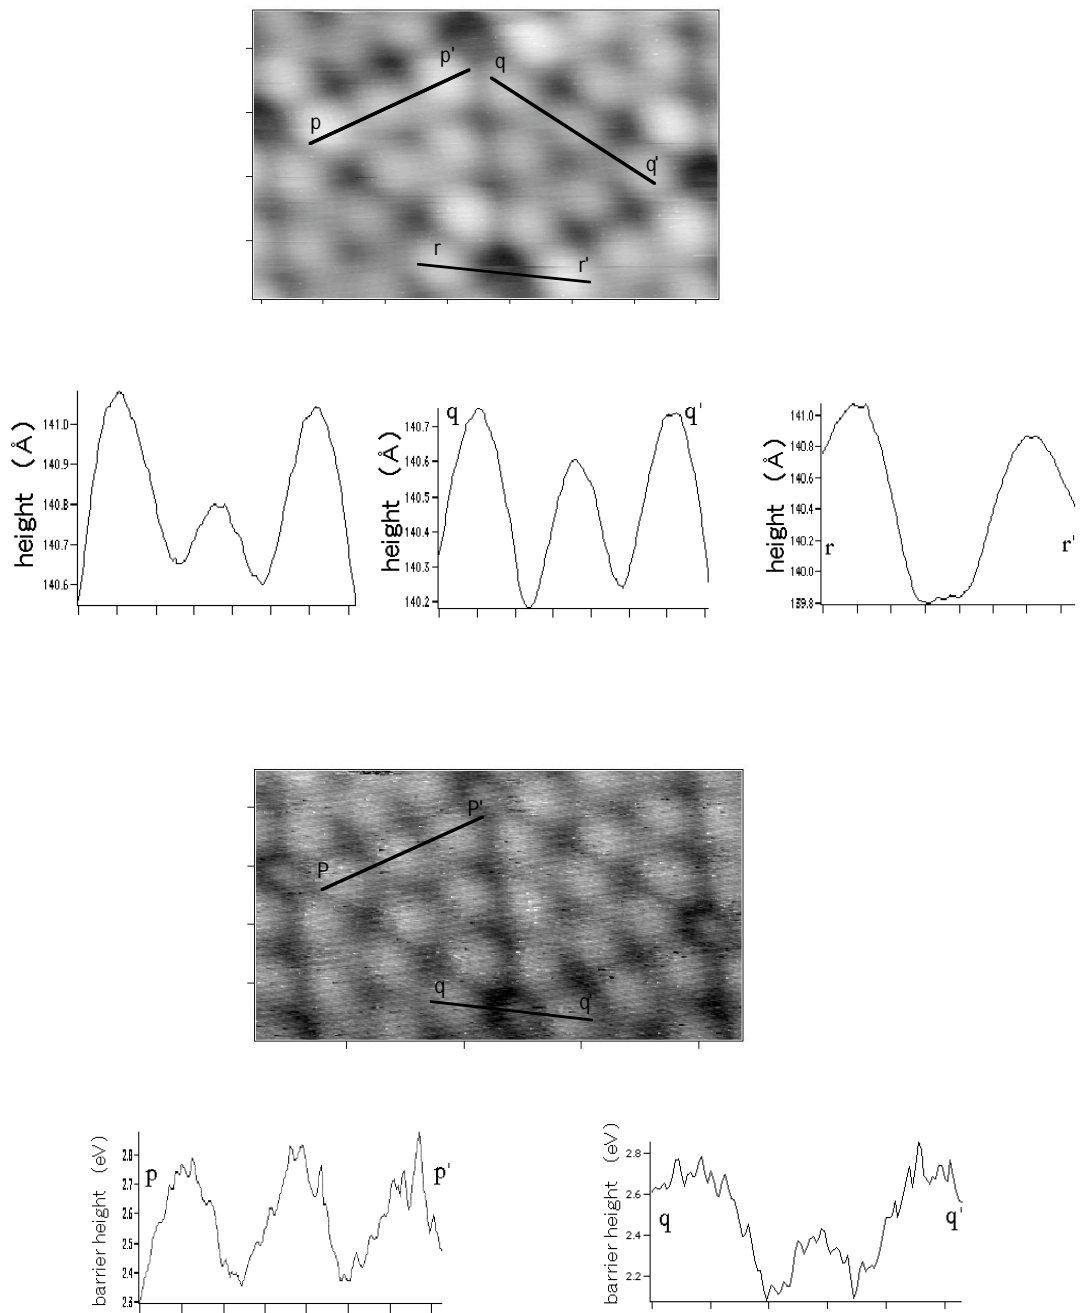 p' q
p
q'
r
r'
height (Å)
141.0
140.9
140.8
140.7
140.6
height (Å)
q q'
140.7
140.6
140.5
140.4
140.3
140.2
height (Å)
141.0
140.8
140.6
140.4
140.2
140.0
139.8
r r'
P'
P
q
q'
barrier height (eV)
2.8
2.7
2.6
2.5
2.4
2.3
p p'
barrier height (eV)
2.8
2.6
2.4
2.2
q q'